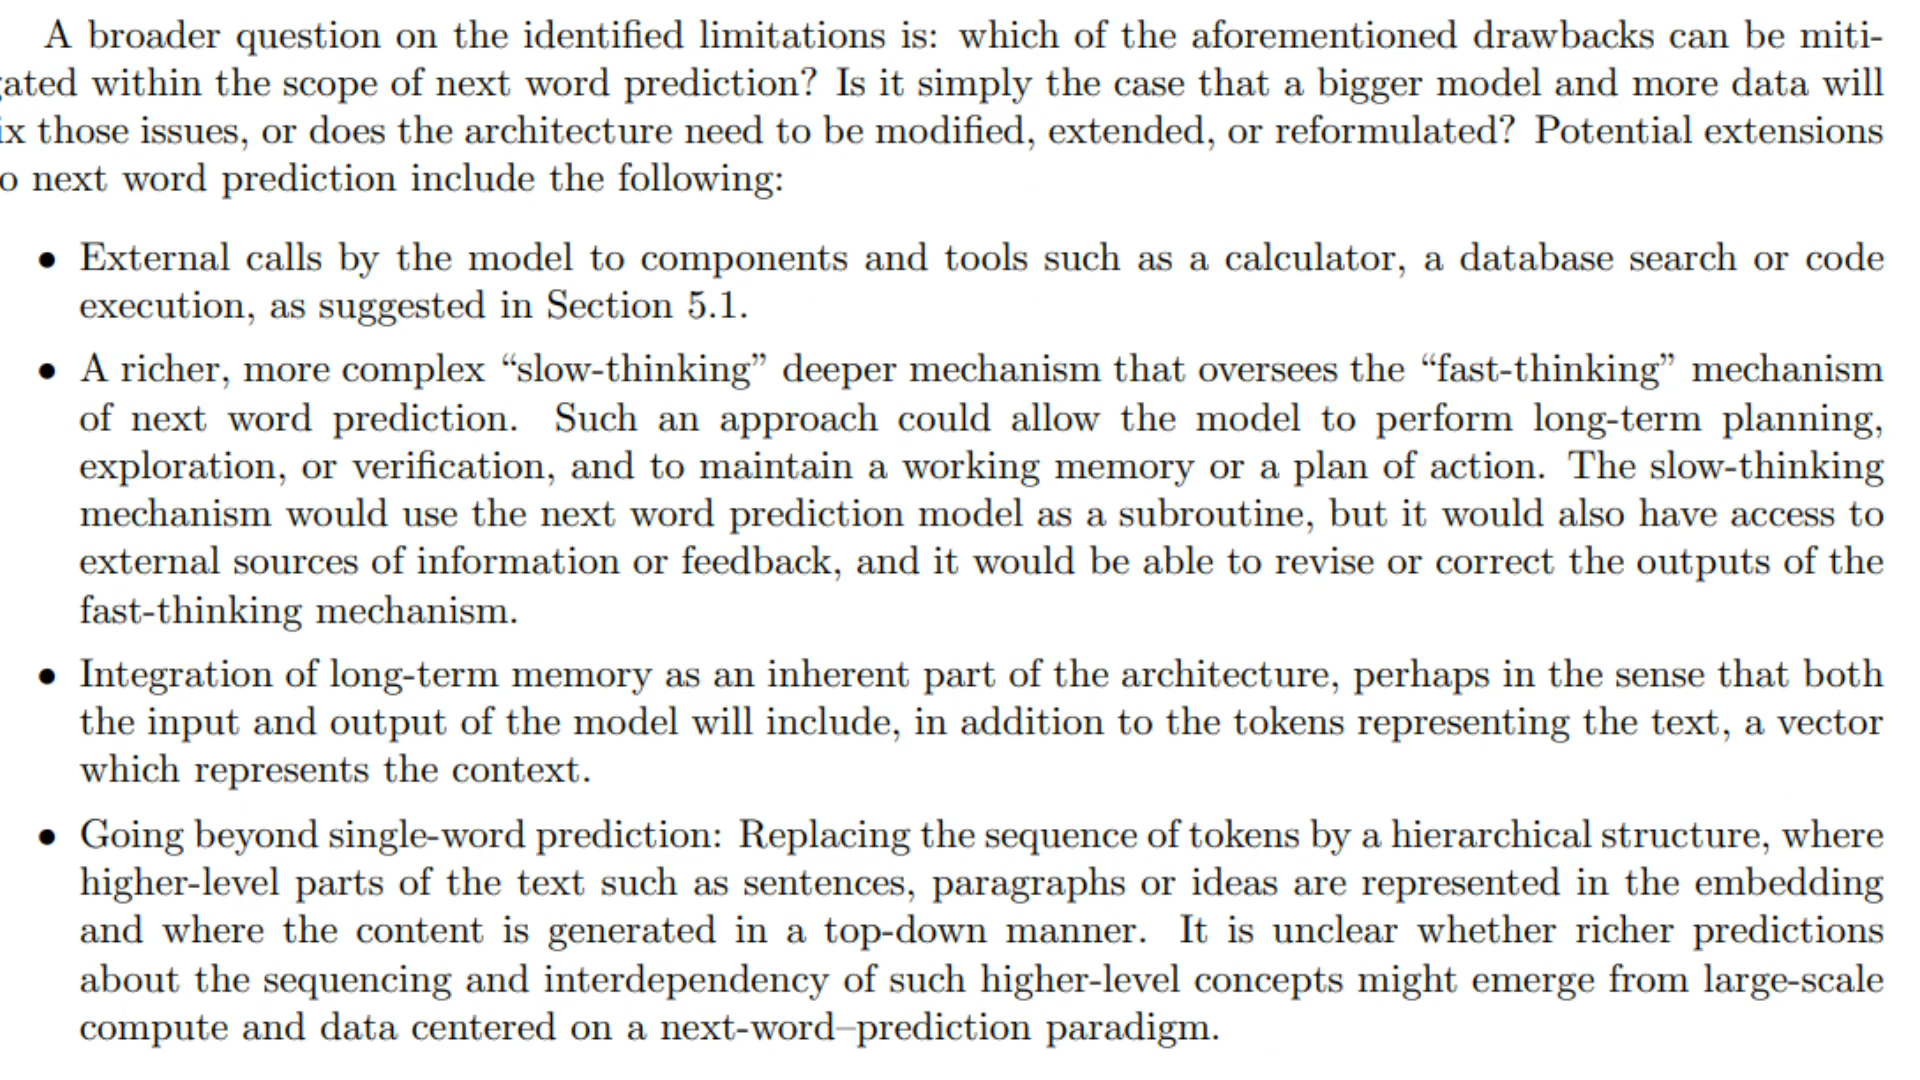 A broader question on the identified limitations is: which of the aforementioned drawbacks can be miti-
gated within the scope of next word prediction? Is it simply the case that a bigger model and more data will
ix those issues, or does the architecture need to be modified, extended, or reformulated? Potential extensions
o next word prediction include the following:
• External calls by the model to components and tools such as a calculator, a database search or code
execution, as suggested in Section 5.1.
• A richer, more complex “slow-thinking” deeper mechanism that oversees the “fast-thinking” mechanism
of next word prediction. Such an approach could allow the model to perform long-term planning,
exploration, or verification, and to maintain a working memory or a plan of action. The slow-thinking
mechanism would use the next word prediction model as a subroutine, but it would also have access to
external sources of information or feedback, and it would be able to revise or correct the outputs of the
fast-thinking mechanism.
• Integration of long-term memory as an inherent part of the architecture, perhaps in the sense that both
the input and output of the model will include, in addition to the tokens representing the text, a vector
which represents the context.
• Going beyond single-word prediction: Replacing the sequence of tokens by a hierarchical structure, where
higher-level parts of the text such as sentences, paragraphs or ideas are represented in the embedding
and where the content is generated in a top-down manner. It is unclear whether richer predictions
about the sequencing and interdependency of such higher-level concepts might emerge from large-scale
compute and data centered on a next-word–prediction paradigm.